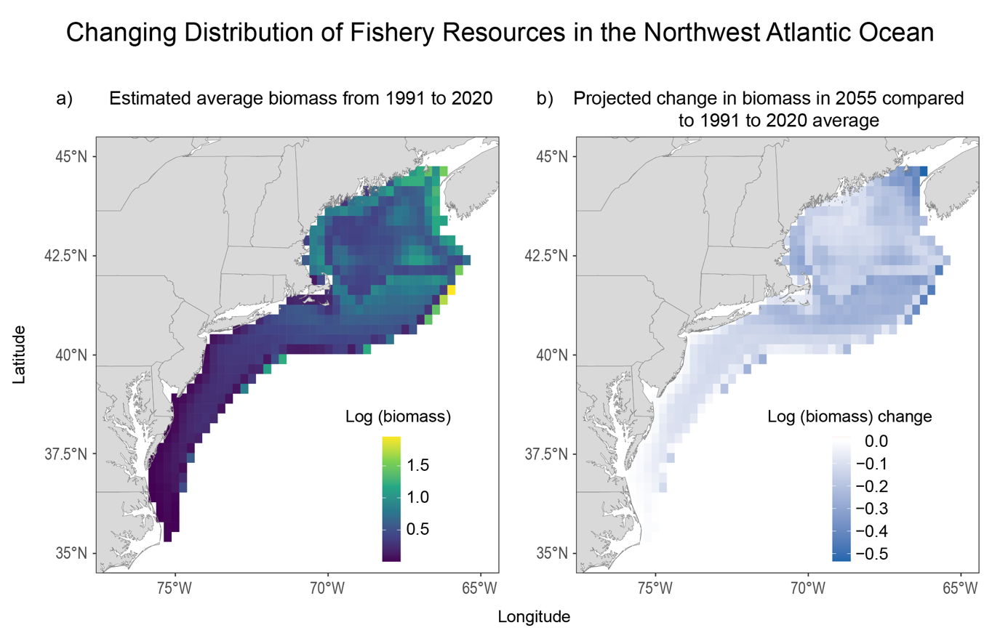 Changing Distribution of Fishery Resources in the Northwest Atlantic Ocean
a) Estimated average biomass from 1991 to 2020
b) Projected change in biomass in 2055 compared
to 1991 to 2020 average
Latitude
45°N
42.5°N
40°N
37.5°N
35°N
75°W
70°W
65°W
Log (biomass)
1.5
1.0
0.5
45°N
42.5°N
40°N
37.5°N
35°N
75°W
70°W
65°W
Log (biomass) change
0.0
−0.1
−0.2
−0.3
−0.4
−0.5
Longitude